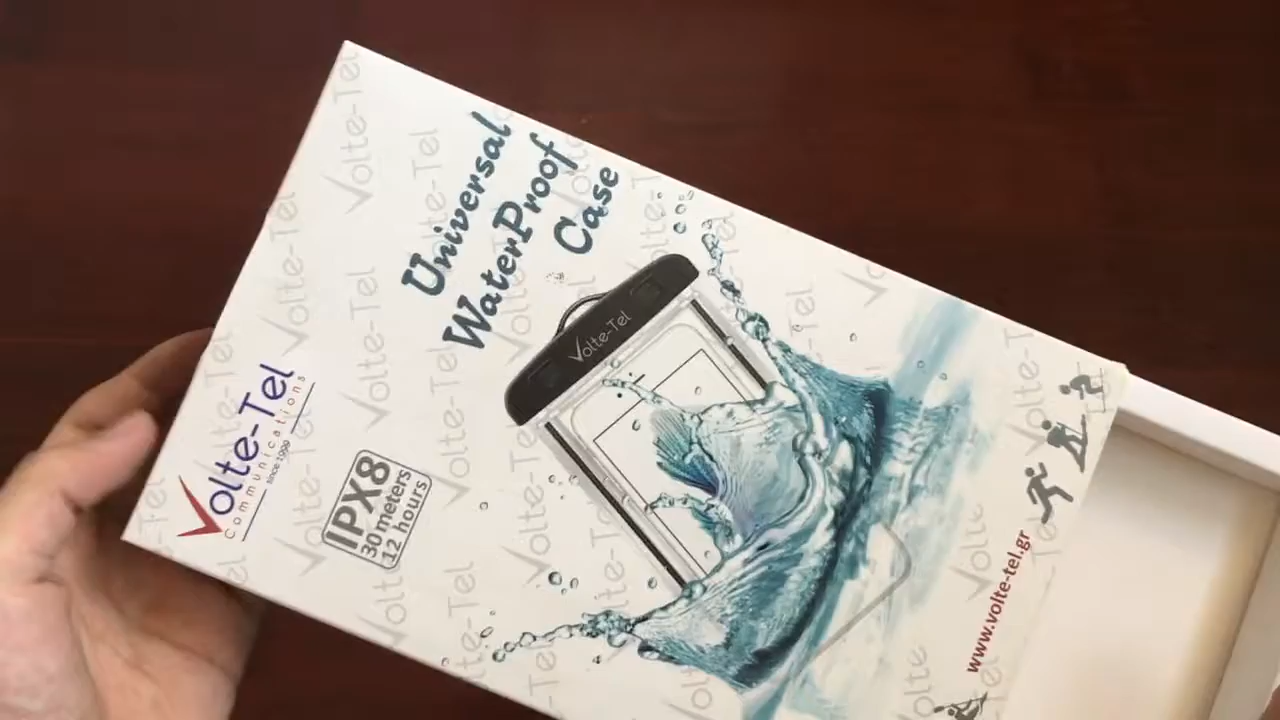 Universal
WaterProof
Case
Volte-Tel
Volte-Tel
Communications
since 1999
IPX8
30 meters
12 hours
www.volte-tel.gr